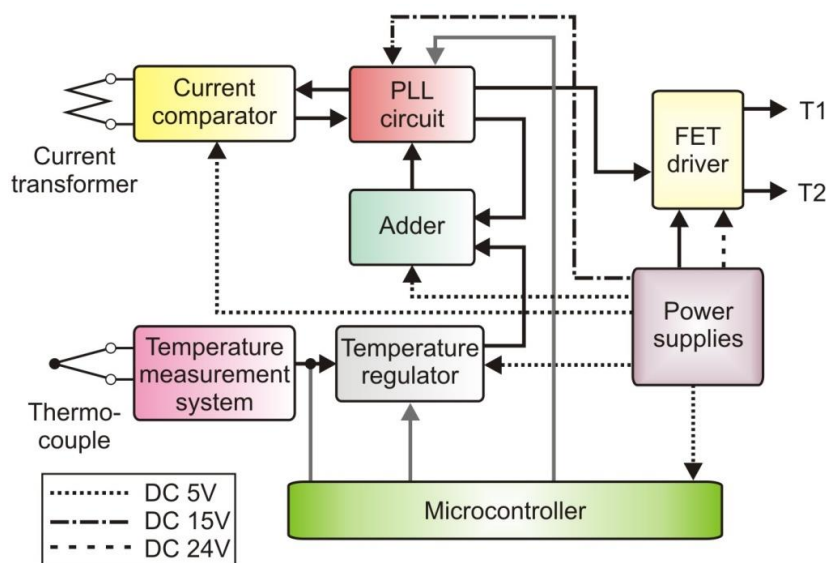 Current
comparator
PLL
circuit
FET
driver
T1
T2
Current
transformer
Adder
Power
supplies
Temperature
measurement
system
Temperature
regulator
Thermo-
couple
DC 5V
DC 15V
DC 24V
Microcontroller